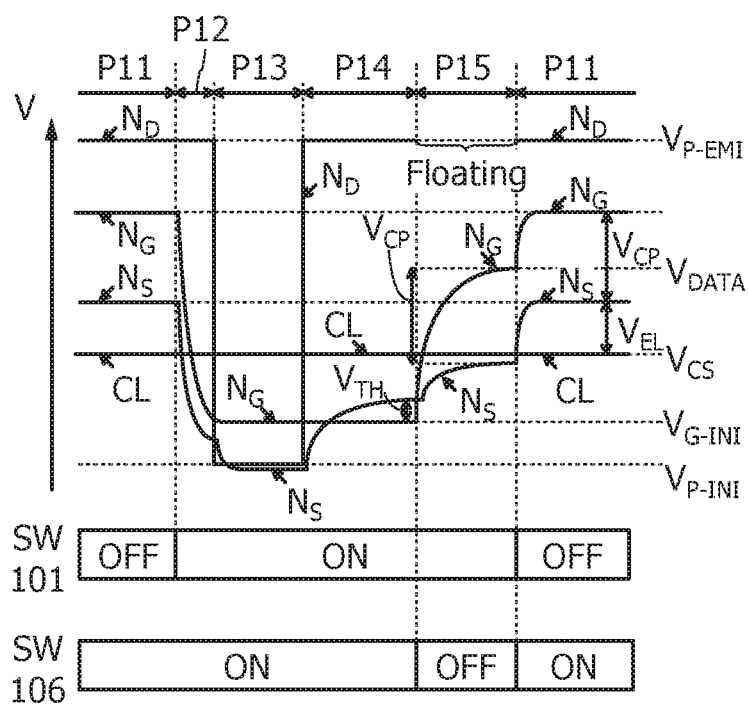 P12
P11 P13 P14 P15 P11
V
N_D N_D V_P-EMI
N_D Floating
N_G
N_G V_CP N_G V_CP
V_DATA
N_S N_S
CL V_EL
V_CS
CL V_TH CL
N_G N_S
V_G-INI
V_P-INI
N_S
SW 101 OFF ON OFF
SW 106 ON OFF ON